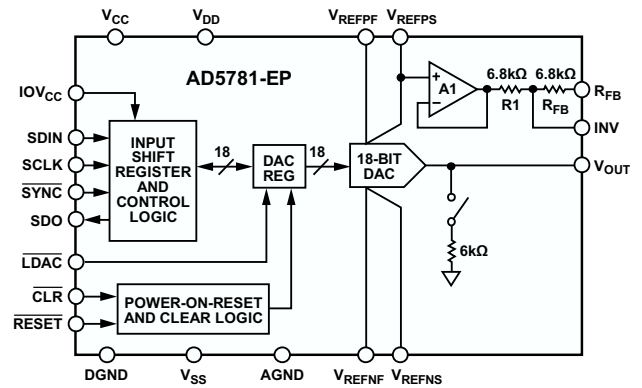 VCC
VDD
VREFPF
VREFPS
AD5781-EP
IOVCC
SDIN
SCLK
SYNC
SDO
LDAC
CLR
RESET
INPUT
SHIFT
REGISTER
AND
CONTROL
LOGIC
18
DAC
REG
18
18-BIT
DAC
A1
6.8kΩ
R1
6.8kΩ
RFB
RFB
INV
VOUT
6kΩ
POWER-ON-RESET
AND CLEAR LOGIC
DGND
VSS
AGND
VREFNF
VREFNS